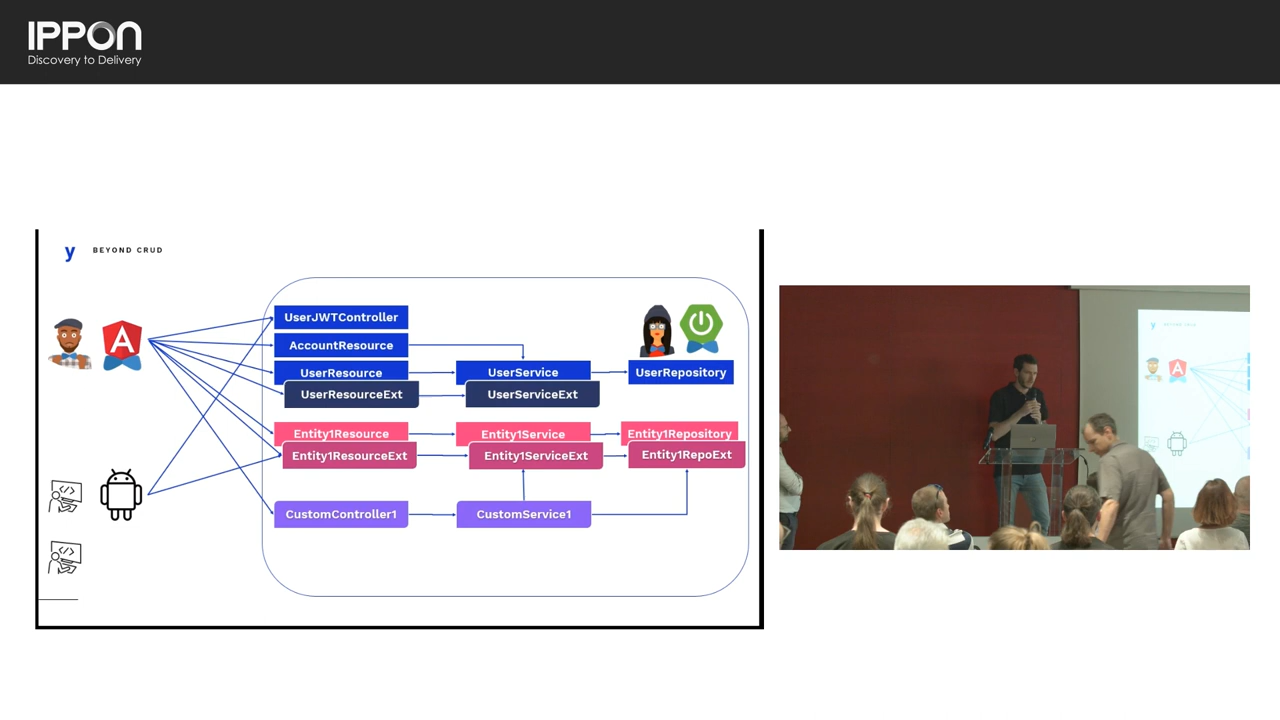 IPPON
Discovery to Delivery
y BEYOND CRUD
UserJWTController
AccountResource
UserResource
UserService
UserRepository
UserResourceExt
UserServiceExt
Entity1Resource
Entity1Service
Entity1Repository
Entity1ResourceExt
Entity1ServiceExt
Entity1RepoExt
CustomController1
CustomService1